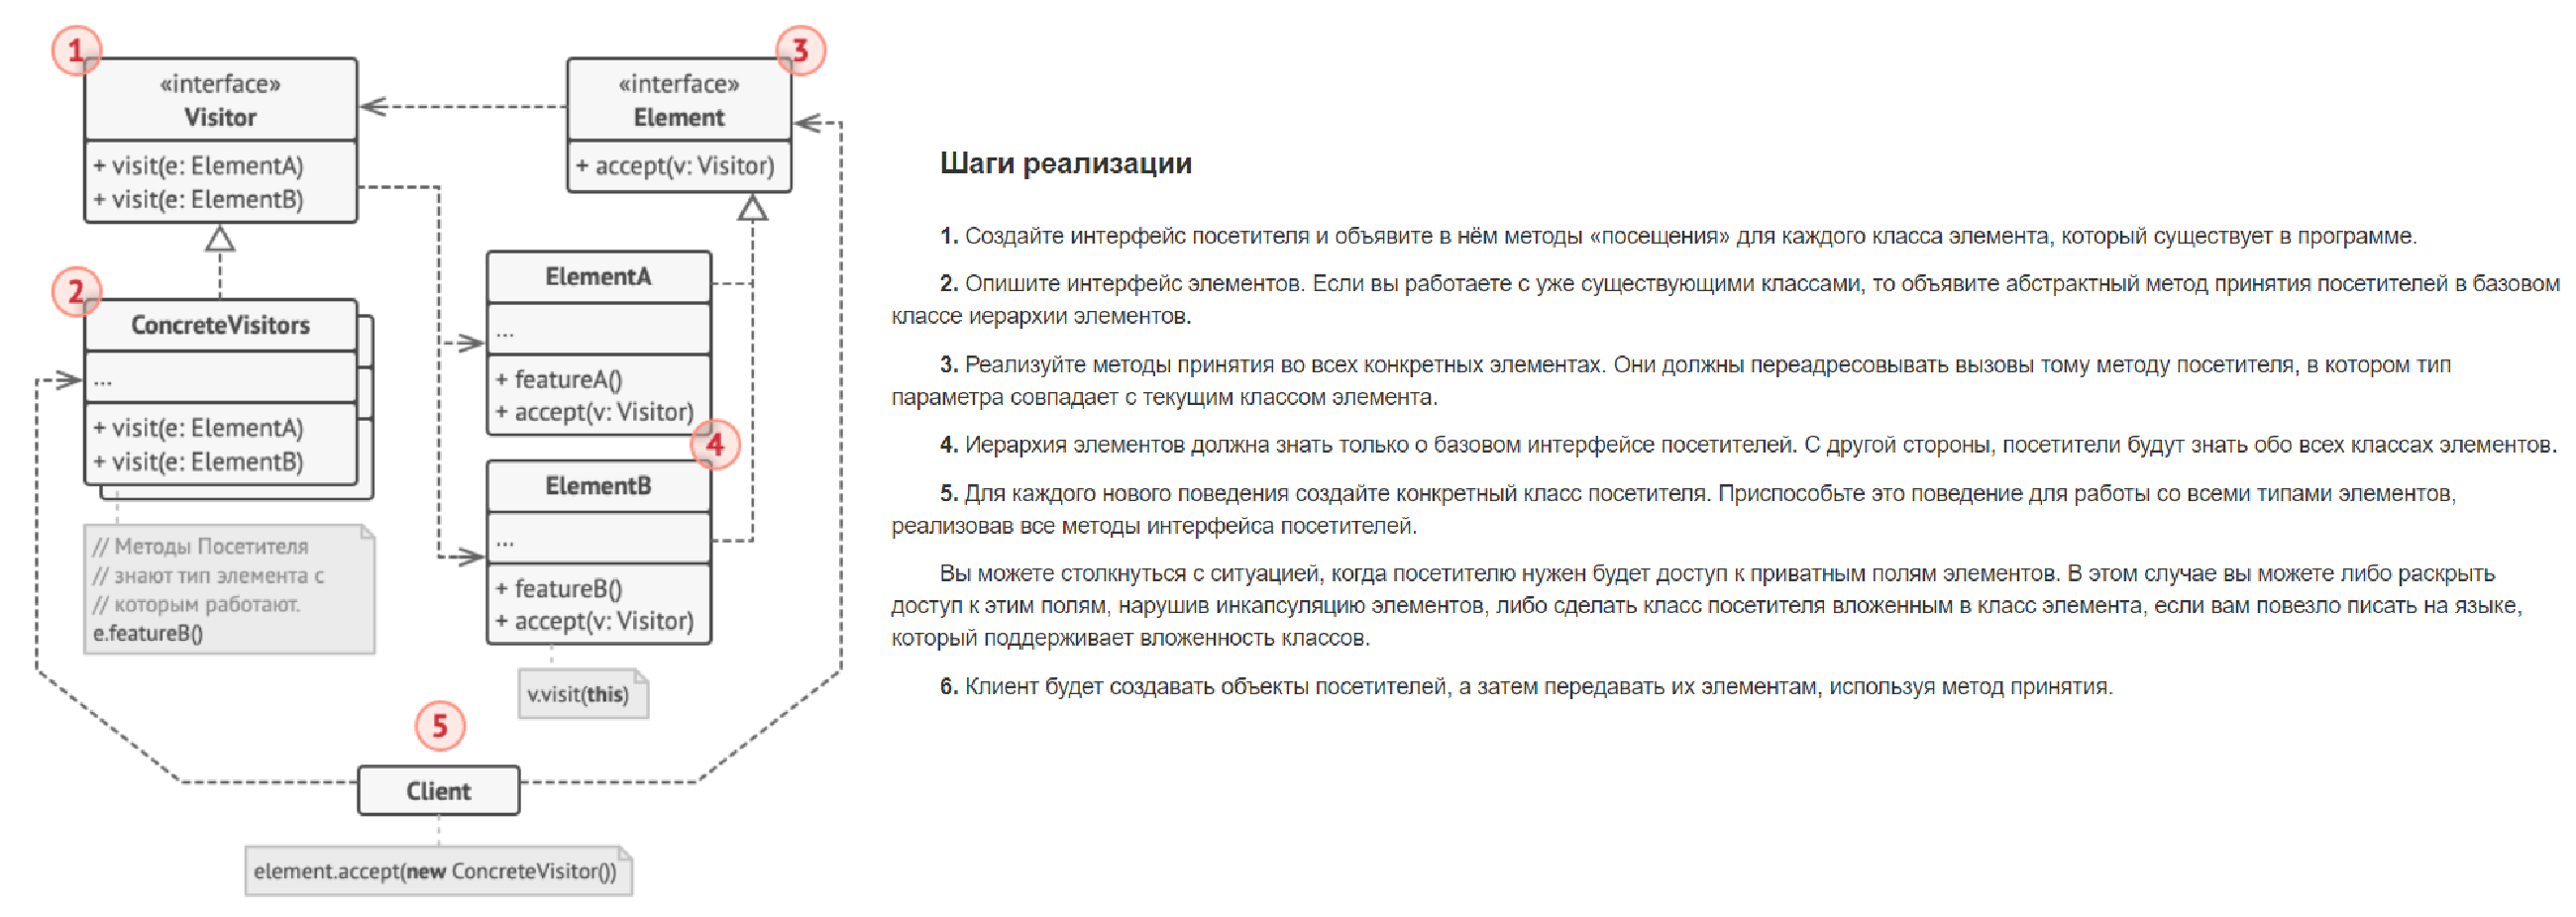 1
«interface»
Visitor
+ visit(e: ElementA)
+ visit(e: ElementB)
3
«interface»
Element
+ accept(v: Visitor)
2
ConcreteVisitors
...
+ visit(e: ElementA)
+ visit(e: ElementB)
// Методы Посетителя
// знают тип элемента с
// которым работают.
e.featureB()
ElementA
...
+ featureA()
+ accept(v: Visitor)
4
ElementB
...
+ featureB()
+ accept(v: Visitor)
v.visit(this)
5
Client
element.accept(new ConcreteVisitor())
Шаги реализации
1. Создайте интерфейс посетителя и объявите в нём методы «посещения» для каждого класса элемента, который существует в программе.
2. Опишите интерфейс элементов. Если вы работаете с уже существующими классами, то объявите абстрактный метод принятия посетителей в базовом
классе иерархии элементов.
3. Реализуйте методы принятия во всех конкретных элементах. Они должны переадресовывать вызовы тому методу посетителя, в котором тип
параметра совпадает с текущим классом элемента.
4. Иерархия элементов должна знать только о базовом интерфейсе посетителей. С другой стороны, посетители будут знать обо всех классах элементов.
5. Для каждого нового поведения создайте конкретный класс посетителя. Приспособьте это поведение для работы со всеми типами элементов,
реализовав все методы интерфейса посетителей.
Вы можете столкнуться с ситуацией, когда посетителю нужен будет доступ к приватным полям элементов. В этом случае вы можете либо раскрыть
доступ к этим полям, нарушив инкапсуляцию элементов, либо сделать класс посетителя вложенным в класс элемента, если вам повезло писать на языке,
который поддерживает вложенность классов.
6. Клиент будет создавать объекты посетителей, а затем передавать их элементам, используя метод принятия.